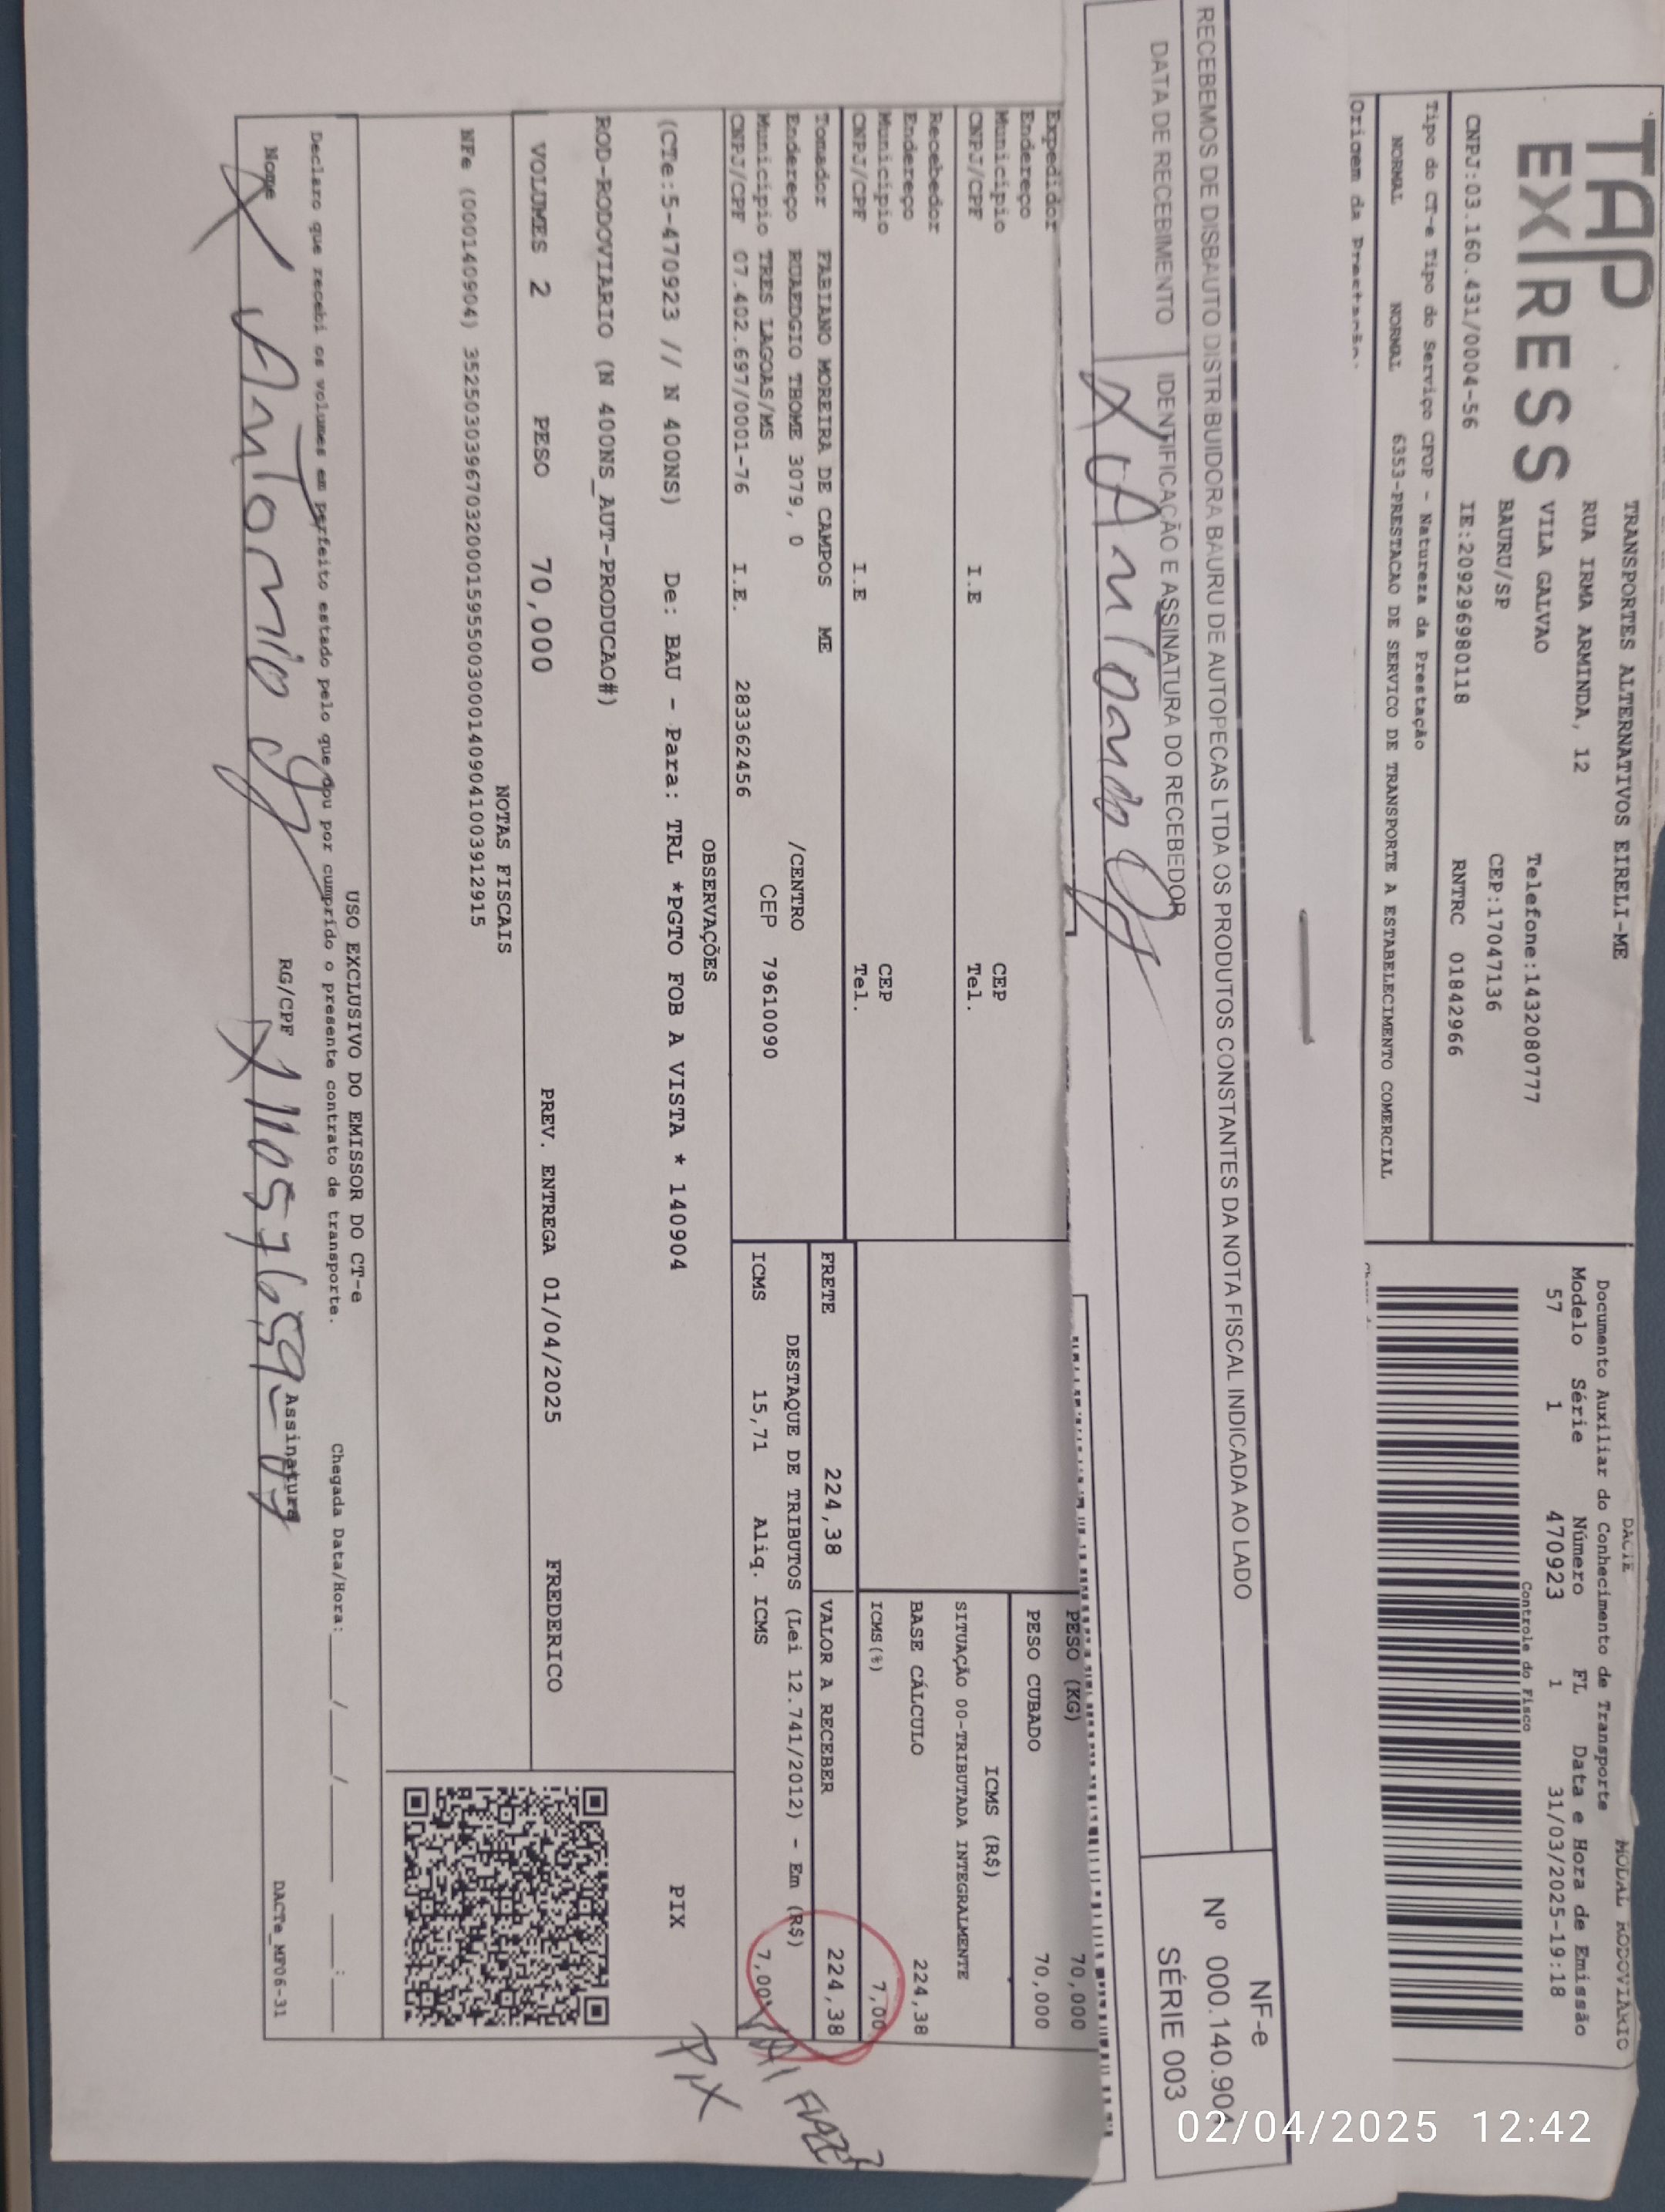 TAP
EXPRESS
TRANSPORTES ALTERNATIVOS EIRELI-ME
RUA IRMA ARMINDA, 12
VILA GALVAO Telefone:1432080777
BAURU/SP CEP:17047136
CNPJ:03.160.431/0004-56 IE:209296980118 RNTRC 01842966
DACTE MODAL RODOVIÁRIO
Documento Auxiliar do Conhecimento de Transporte
Modelo Série Número FL Data e Hora de Emissão
57 1 470923 1 31/03/2025-19:18
Controle do Fisco
Tipo do CT-e Tipo do Serviço CFOP - Natureza da Prestação
NORMAL NORMAL 6353-PRESTACAO DE SERVICO DE TRANSPORTE A ESTABELECIMENTO COMERCIAL
Origem da Prestação
RECEBEMOS DE DISBAUTO DISTRIBUIDORA BAURU DE AUTOPECAS LTDA OS PRODUTOS CONSTANTES DA NOTA FISCAL INDICADA AO LADO
DATA DE RECEBIMENTO IDENTIFICAÇÃO E ASSINATURA DO RECEBEDOR
NF-e
Nº 000.140.904
SÉRIE 003
X
Expedidor
Endereço
Município CEP
CNPJ/CPF I.E Tel.
Recebedor
Endereço
Município CEP
CNPJ/CPF I.E Tel.
PESO (KG) 70,000
PESO CUBADO 70,000
ICMS (R$)
SITUAÇÃO 00-TRIBUTADA INTEGRALMENTE
BASE CÁLCULO 224,38
ICMS(%) 7,00
Tomador FABIANO MOREIRA DE CAMPOS ME
Endereço RUAEDGIO THOME 3079, 0 /CENTRO
Município TRES LAGOAS/MS CEP 79610090
CNPJ/CPF 07.402.697/0001-76 I.E. 283362456
FRETE 224,38 VALOR A RECEBER 224,38
DESTAQUE DE TRIBUTOS (Lei 12.741/2012) - Em (R$)
ICMS 15,71 Aliq. ICMS 7,00%
OBSERVAÇÕES
(CTe:5-470923 // N 400NS) De: BAU - Para: TRL *PGTO FOB A VISTA * 140904
ROD-RODOVIARIO (N 400NS_AUT-PRODUCAO#)
PIX
VAI
PIX
VOLUMES 2 PESO 70,000 PREV. ENTREGA 01/04/2025 FREDERICO
NOTAS FISCAIS
NFe (000140904) 35250303967032000159550030001409041003912915
USO EXCLUSIVO DO EMISSOR DO CT-e
Declaro que recebi os volumes em perfeito estado pelo que dou por cumprido o presente contrato de transporte. Chegada Data/Hora:____/____/____ ____:____
Nome X Antonio RG/CPF X Assinatura DACTe_MF06-31
02/04/2025 12:42